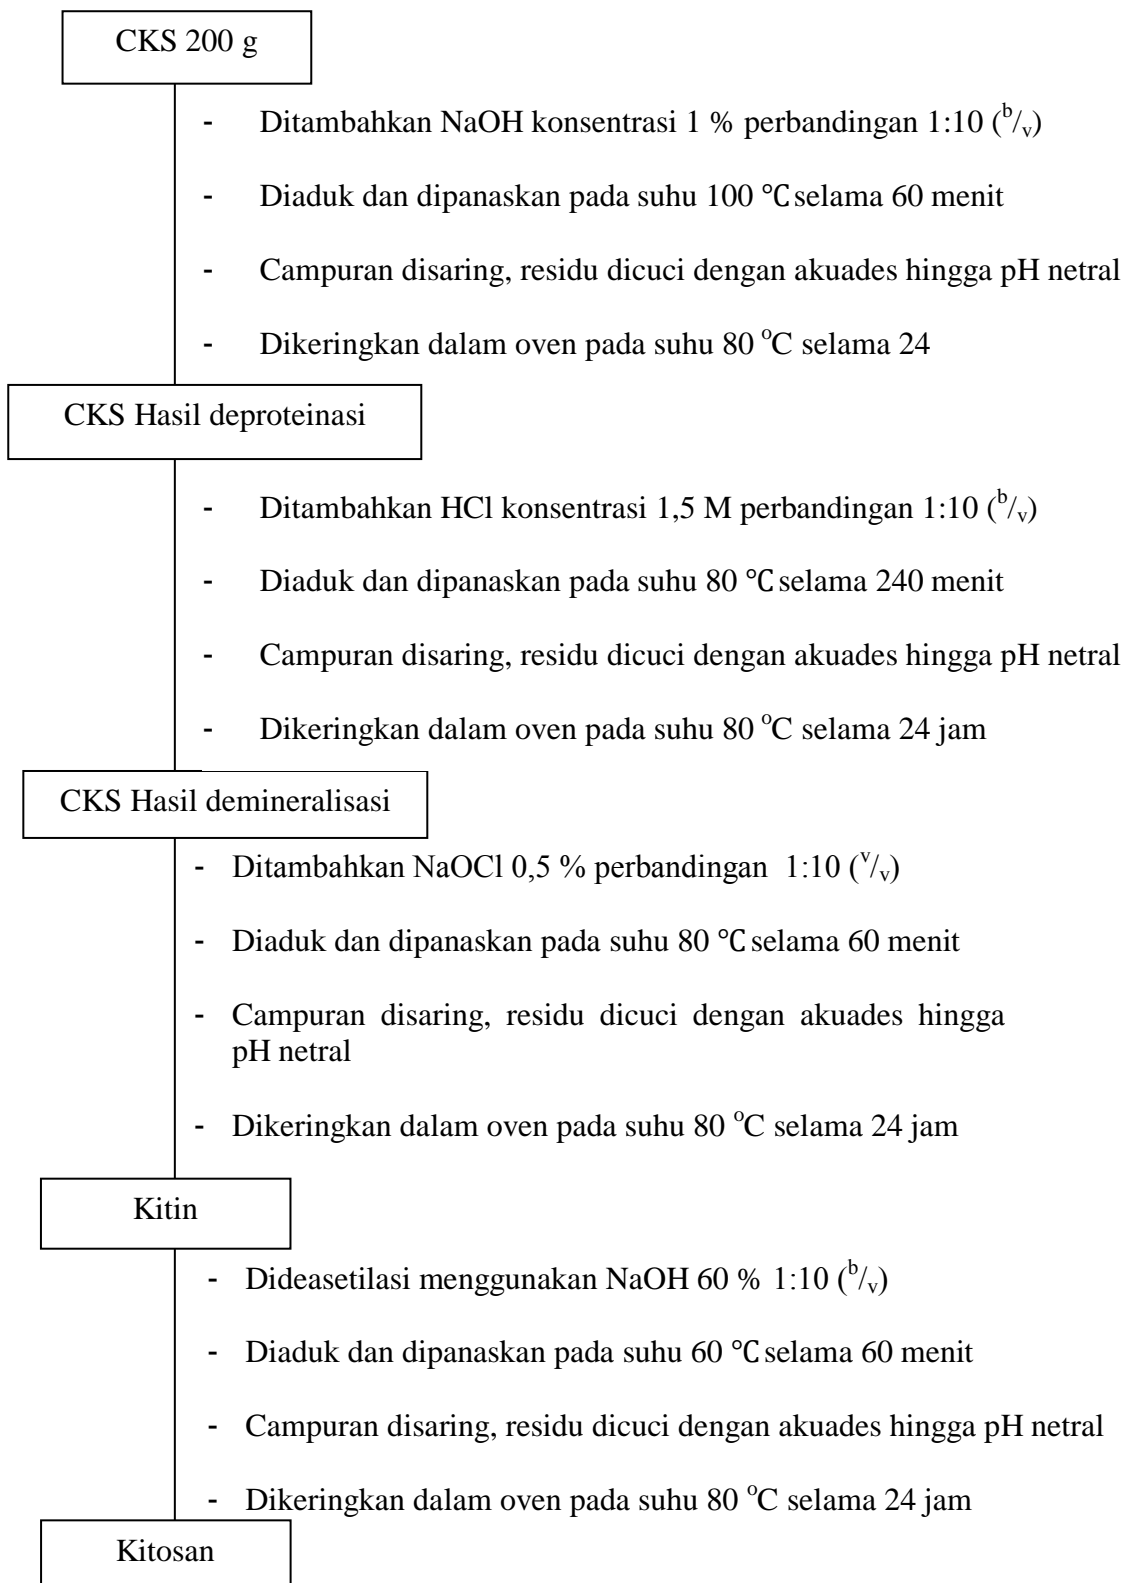 CKS 200 g
- Ditambahkan NaOH konsentrasi 1 % perbandingan 1:10 (b/v)
- Diaduk dan dipanaskan pada suhu 100 ℃ selama 60 menit
- Campuran disaring, residu dicuci dengan akuades hingga pH netral
- Dikeringkan dalam oven pada suhu 80 oC selama 24
CKS Hasil deproteinasi
- Ditambahkan HCl konsentrasi 1,5 M perbandingan 1:10 (b/v)
- Diaduk dan dipanaskan pada suhu 80 ℃ selama 240 menit
- Campuran disaring, residu dicuci dengan akuades hingga pH netral
- Dikeringkan dalam oven pada suhu 80 oC selama 24 jam
CKS Hasil demineralisasi
- Ditambahkan NaOCl 0,5 % perbandingan 1:10 (v/v)
- Diaduk dan dipanaskan pada suhu 80 ℃ selama 60 menit
- Campuran disaring, residu dicuci dengan akuades hingga
pH netral
- Dikeringkan dalam oven pada suhu 80 oC selama 24 jam
Kitin
- Dideasetilasi menggunakan NaOH 60 % 1:10 (b/v)
- Diaduk dan dipanaskan pada suhu 60 ℃ selama 60 menit
- Campuran disaring, residu dicuci dengan akuades hingga pH netral
- Dikeringkan dalam oven pada suhu 80 oC selama 24 jam
Kitosan